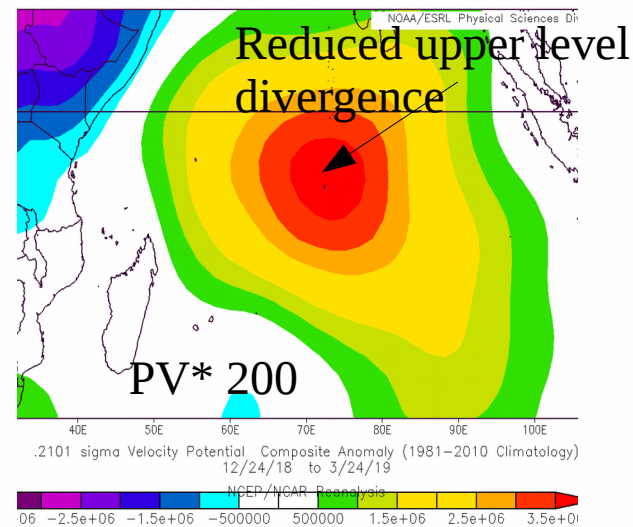 NOAA/ESRL Physical Sciences Div
Reduced upper level
divergence
PV* 200
40E 50E 60E 70E 80E 90E 100E
.2101 sigma Velocity Potential Composite Anomaly (1981–2010 Climatology)
12/24/18 to 3/24/19
NCEP/NCAR Reanalysis
06 −2.5e+06 −1.5e+06 −500000 500000 1.5e+06 2.5e+06 3.5e+0